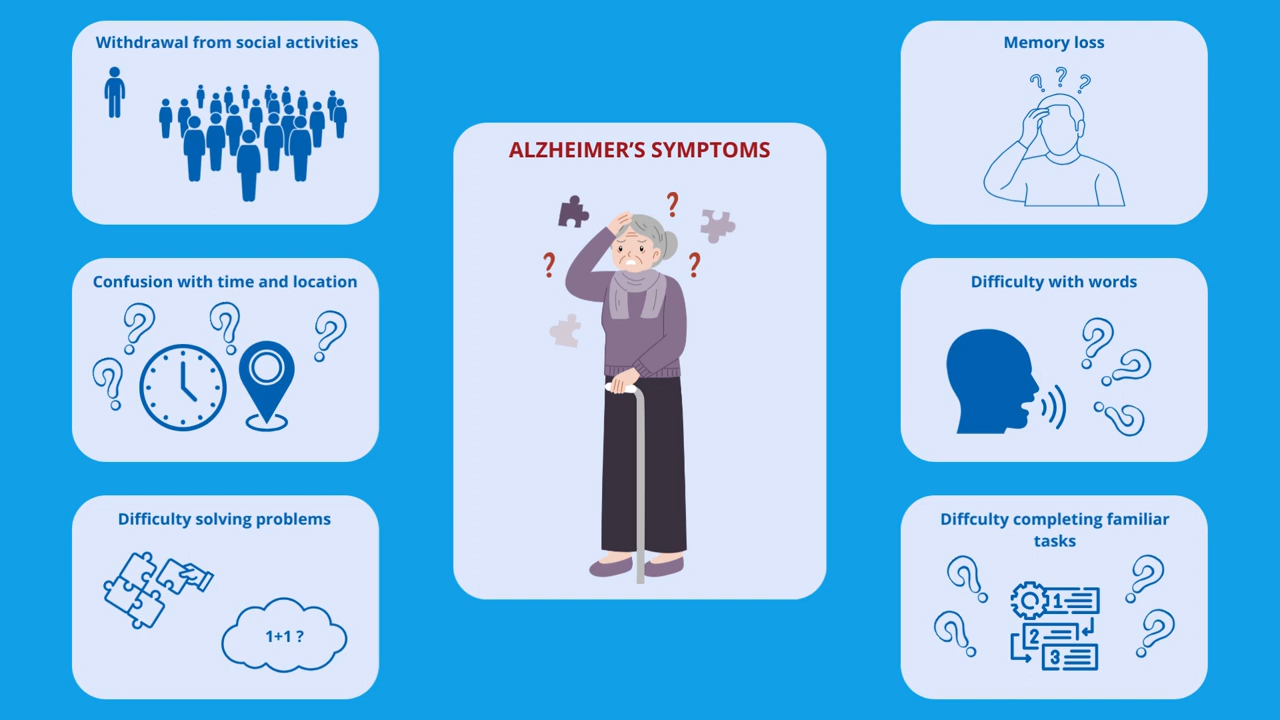 Withdrawal from social activities
Memory loss
? ? ?
ALZHEIMER'S SYMPTOMS
?
? ?
Confusion with time and location
? ? ? ?
Difficulty with words
? ? ?
Difficulty solving problems
1+1 ?
Diffculty completing familiar
tasks
? ?
? ?
1
2
3